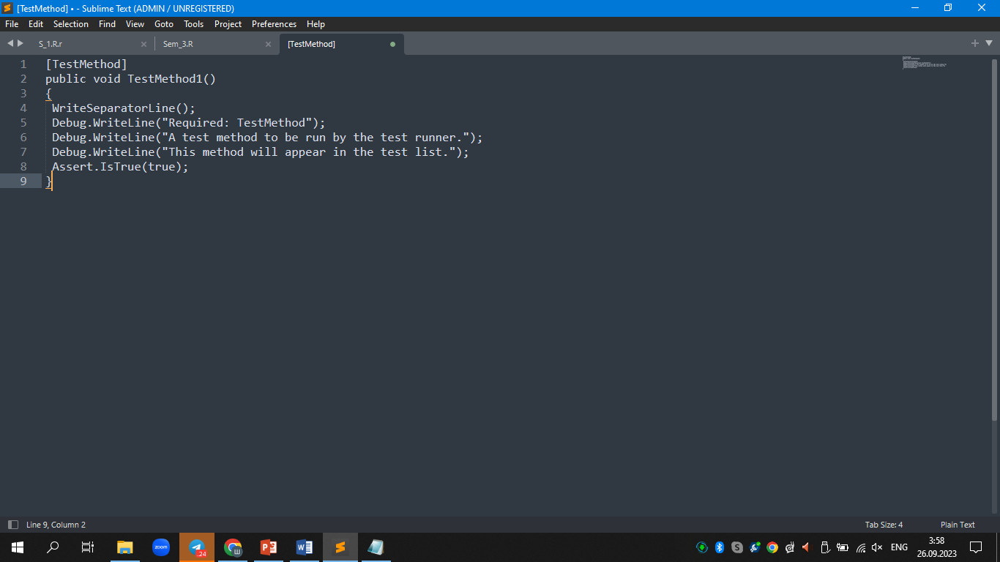 [TestMethod] • - Sublime Text (ADMIN / UNREGISTERED)
File Edit Selection Find View Goto Tools Project Preferences Help
S_1.R.r Sem_3.R [TestMethod]
1 [TestMethod]
2 public void TestMethod1()
3 {
4 WriteSeparatorLine();
5 Debug.WriteLine("Required: TestMethod");
6 Debug.WriteLine("A test method to be run by the test runner.");
7 Debug.WriteLine("This method will appear in the test list.");
8 Assert.IsTrue(true);
9 }
Line 9, Column 2 Tab Size: 4 Plain Text
zoom ..24 ENG 3:58
26.09.2023